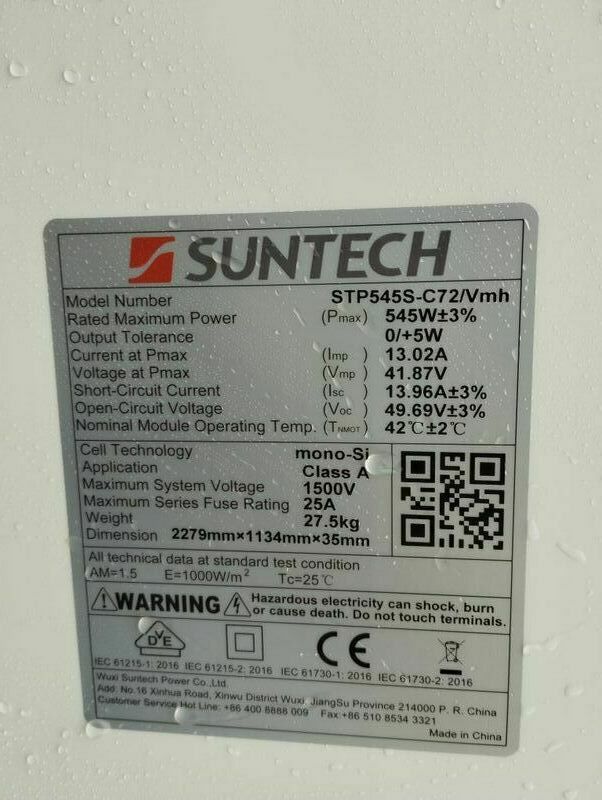 SUNTECH
Model Number STP545S-C72/Vmh
Rated Maximum Power (Pmax) 545W±3%
Output Tolerance 0/+5W
Current at Pmax (Imp) 13.02A
Voltage at Pmax (Vmp) 41.87V
Short-Circuit Current (Isc) 13.96A±3%
Open-Circuit Voltage (Voc) 49.69V±3%
Nominal Module Operating Temp. (TNMOT) 42℃±2℃
Cell Technology mono-Si
Application Class A
Maximum System Voltage 1500V
Maximum Series Fuse Rating 25A
Weight 27.5kg
Dimension 2279mm×1134mm×35mm
All technical data at standard test condition
AM=1.5 E=1000W/m² Tc=25℃
WARNING Hazardous electricity can shock, burn
or cause death. Do not touch terminals.
DVE CE
IEC 61215-1: 2016 IEC 61215-2: 2016 IEC 61730-1: 2016 IEC 61730-2: 2016
Wuxi Suntech Power Co.,Ltd.
Add: No.16 Xinhua Road, Xinwu District Wuxi, JiangSu Province 214000 P. R. China
Customer Service Hot Line: +86 400 8888 009 Fax:+86 510 8534 3321
Made in China